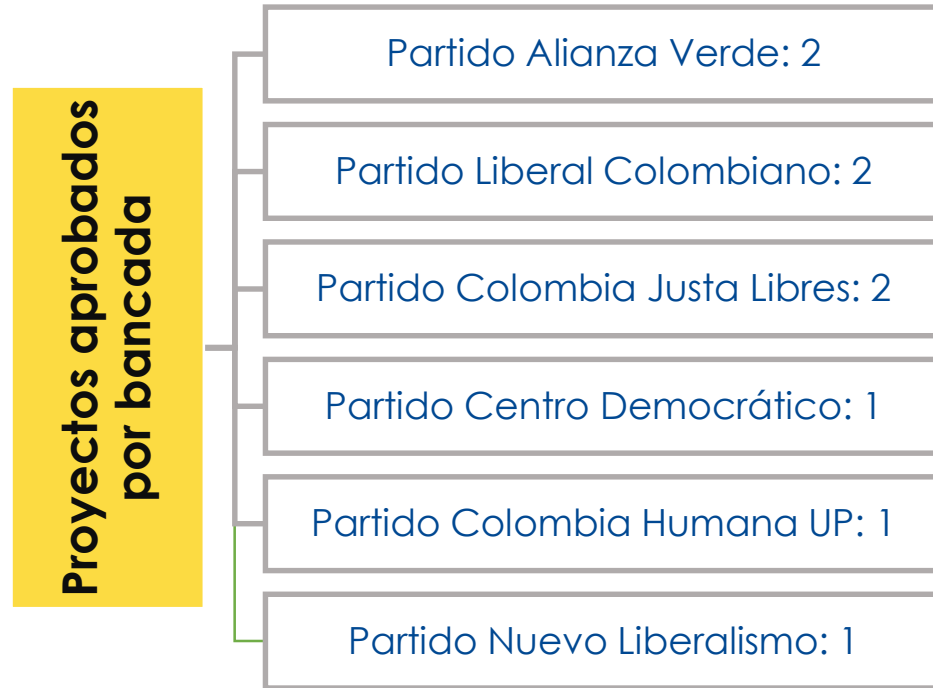 Proyectos aprobados
por bancada
Partido Alianza Verde: 2
Partido Liberal Colombiano: 2
Partido Colombia Justa Libres: 2
Partido Centro Democrático: 1
Partido Colombia Humana UP: 1
Partido Nuevo Liberalismo: 1